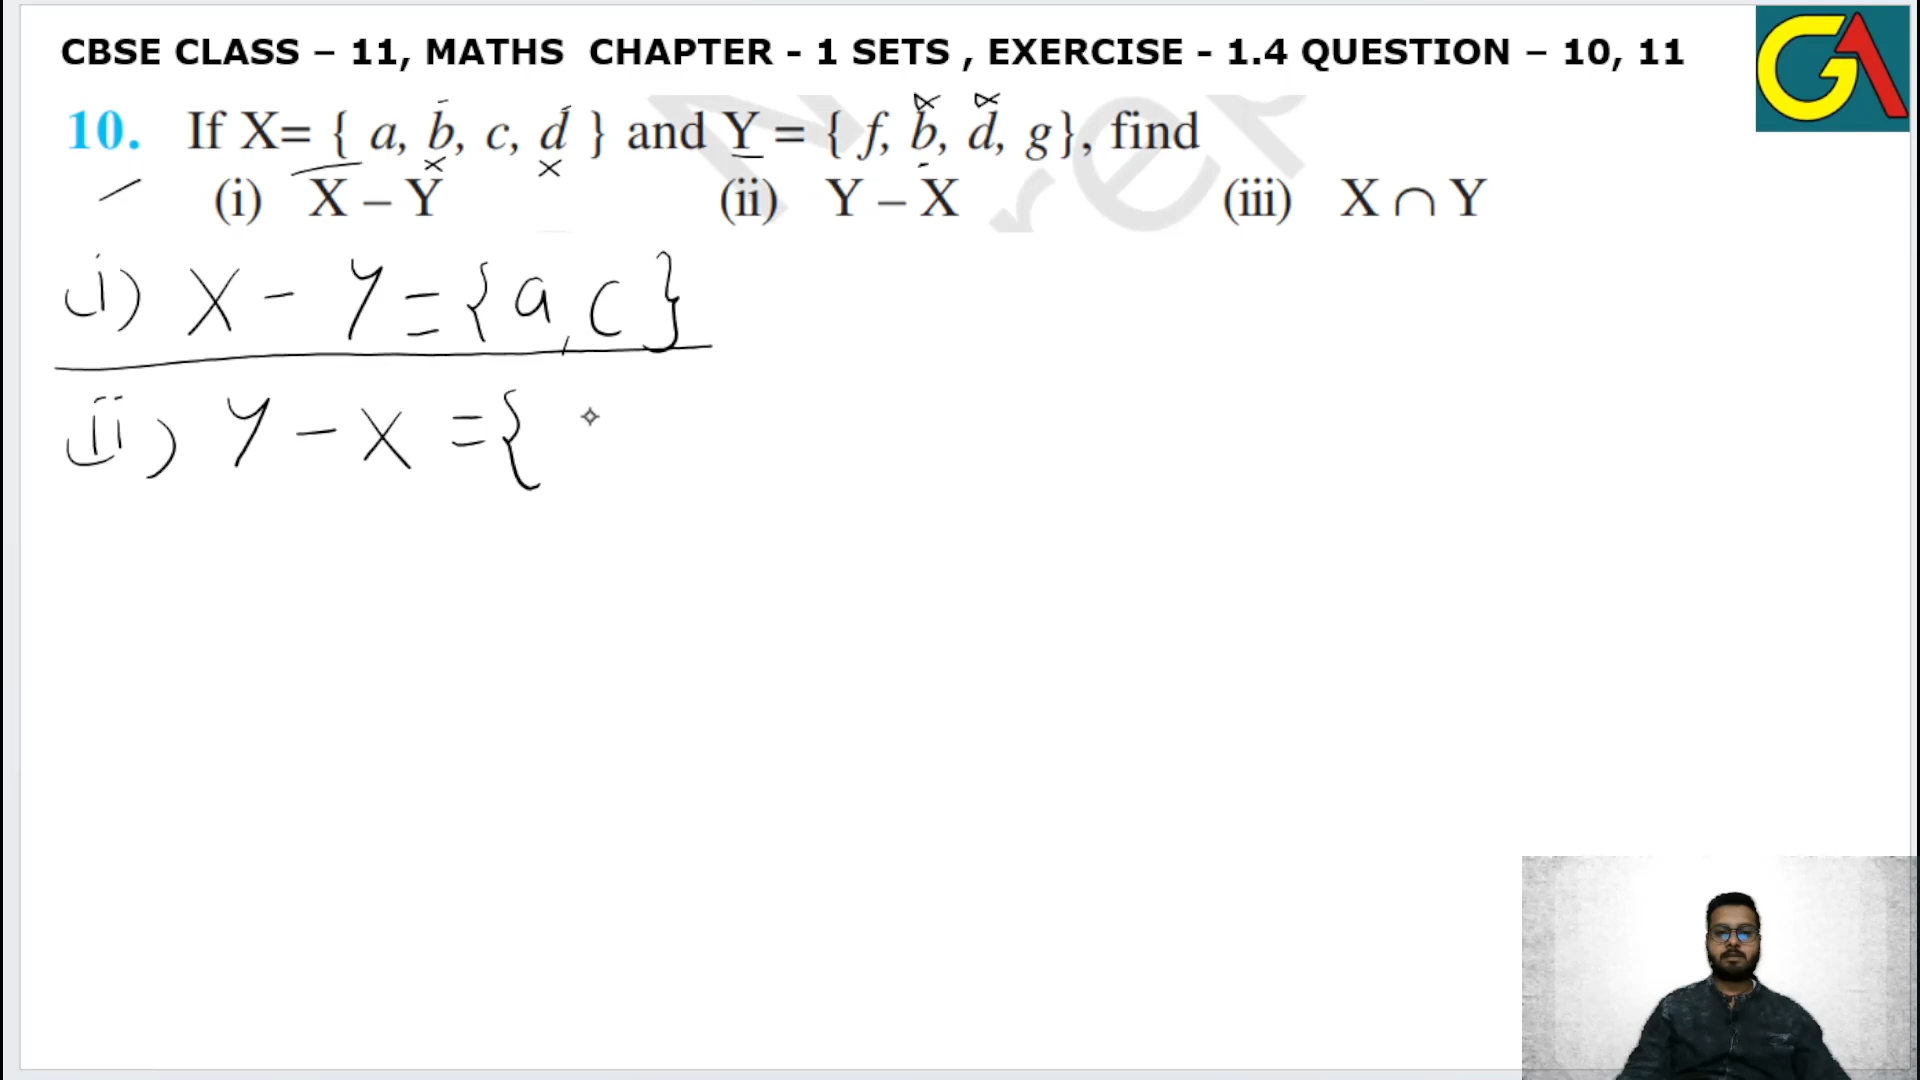 CBSE CLASS – 11, MATHS CHAPTER - 1 SETS , EXERCISE - 1.4 QUESTION – 10, 11
GA
10. If X= { a, b, c, d } and Y = { f, b, d, g}, find
(i) X – Y (ii) Y – X (iii) X ∩ Y
(i) X - Y = {a, c}
(ii) Y - X = {